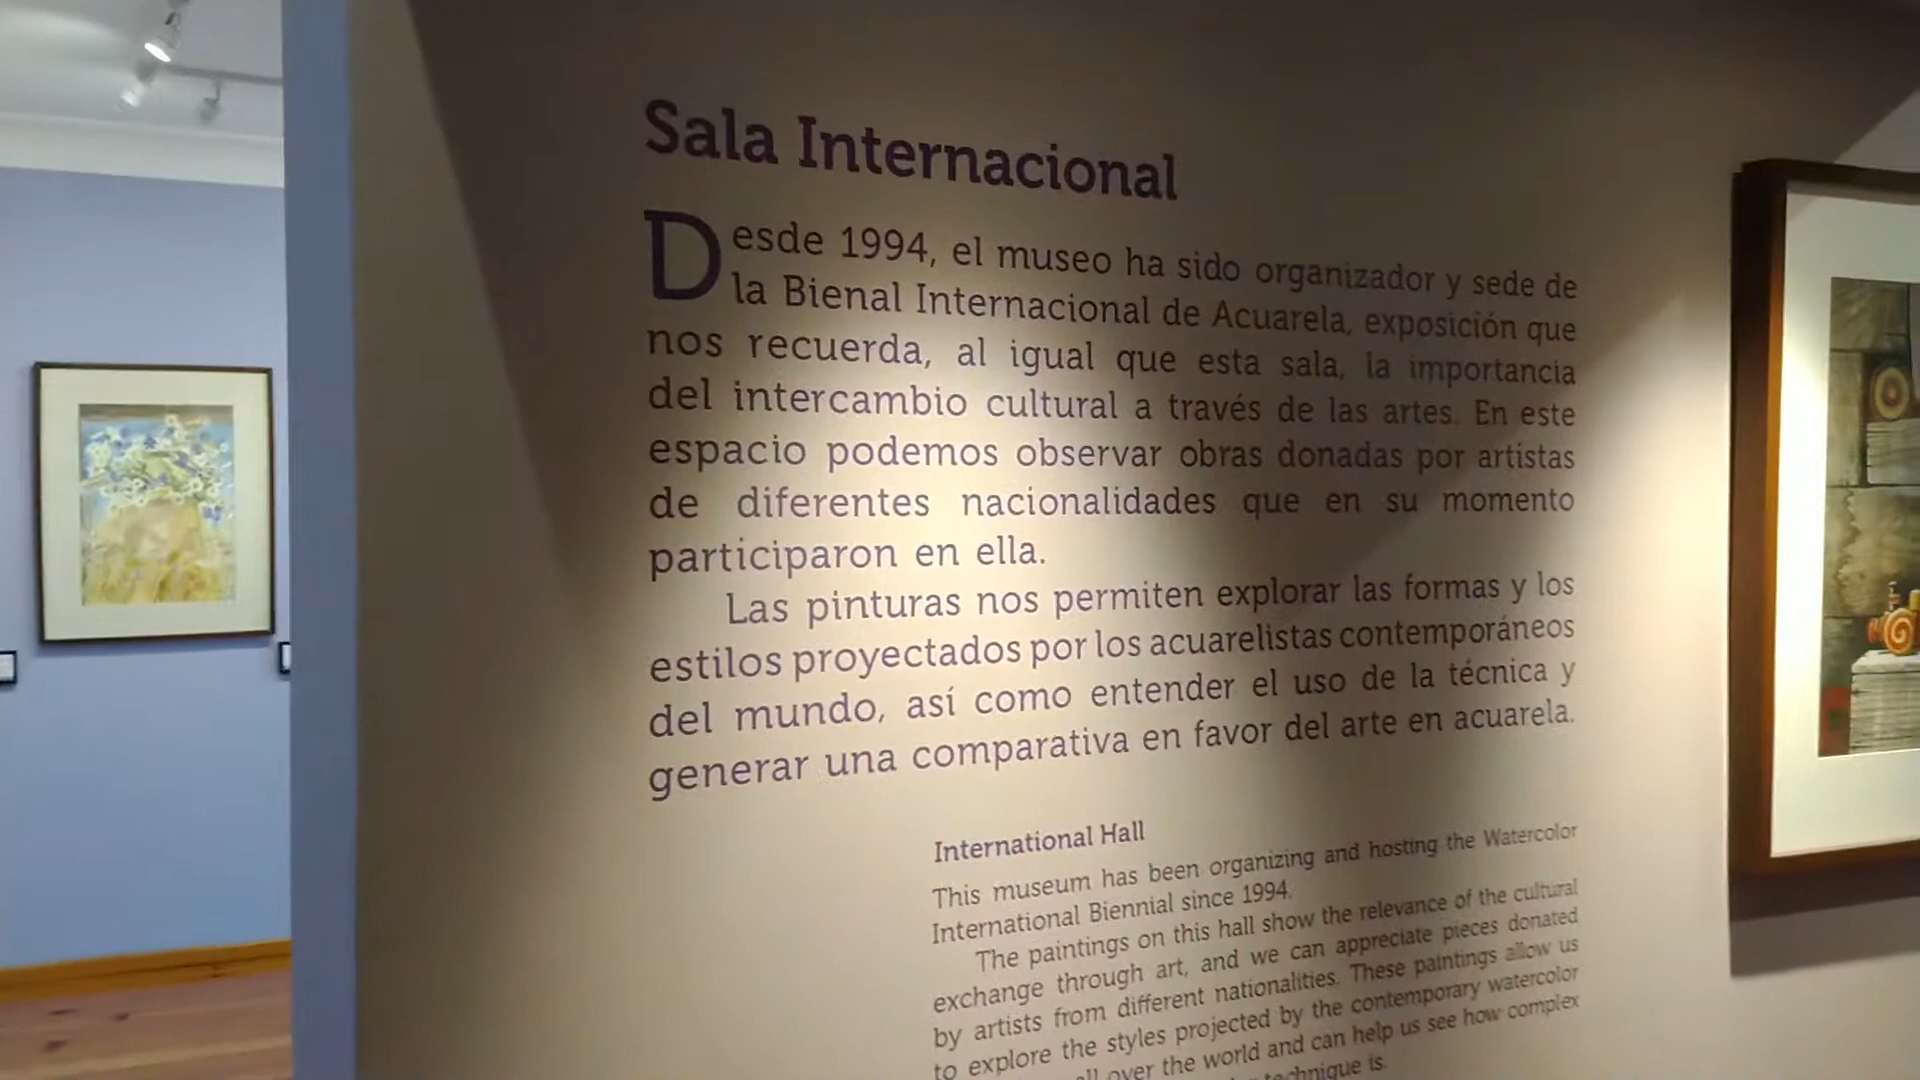 Sala Internacional
Desde 1994, el museo ha sido organizador y sede de
la Bienal Internacional de Acuarela, exposición que
nos recuerda, al igual que esta sala, la importancia
del intercambio cultural a través de las artes. En este
espacio podemos observar obras donadas por artistas
de diferentes nacionalidades que en su momento
participaron en ella.
Las pinturas nos permiten explorar las formas y los
estilos proyectados por los acuarelistas contemporáneos
del mundo, así como entender el uso de la técnica y
generar una comparativa en favor del arte en acuarela.
International Hall
This museum has been organizing and hosting the Watercolor
International Biennial since 1994.
The paintings on this hall show the relevance of the cultural
exchange through art, and we can appreciate pieces donated
by artists from different nationalities. These paintings allow us
to explore the styles projected by the contemporary watercolor
all over the world and can help us see how complex
technique is.